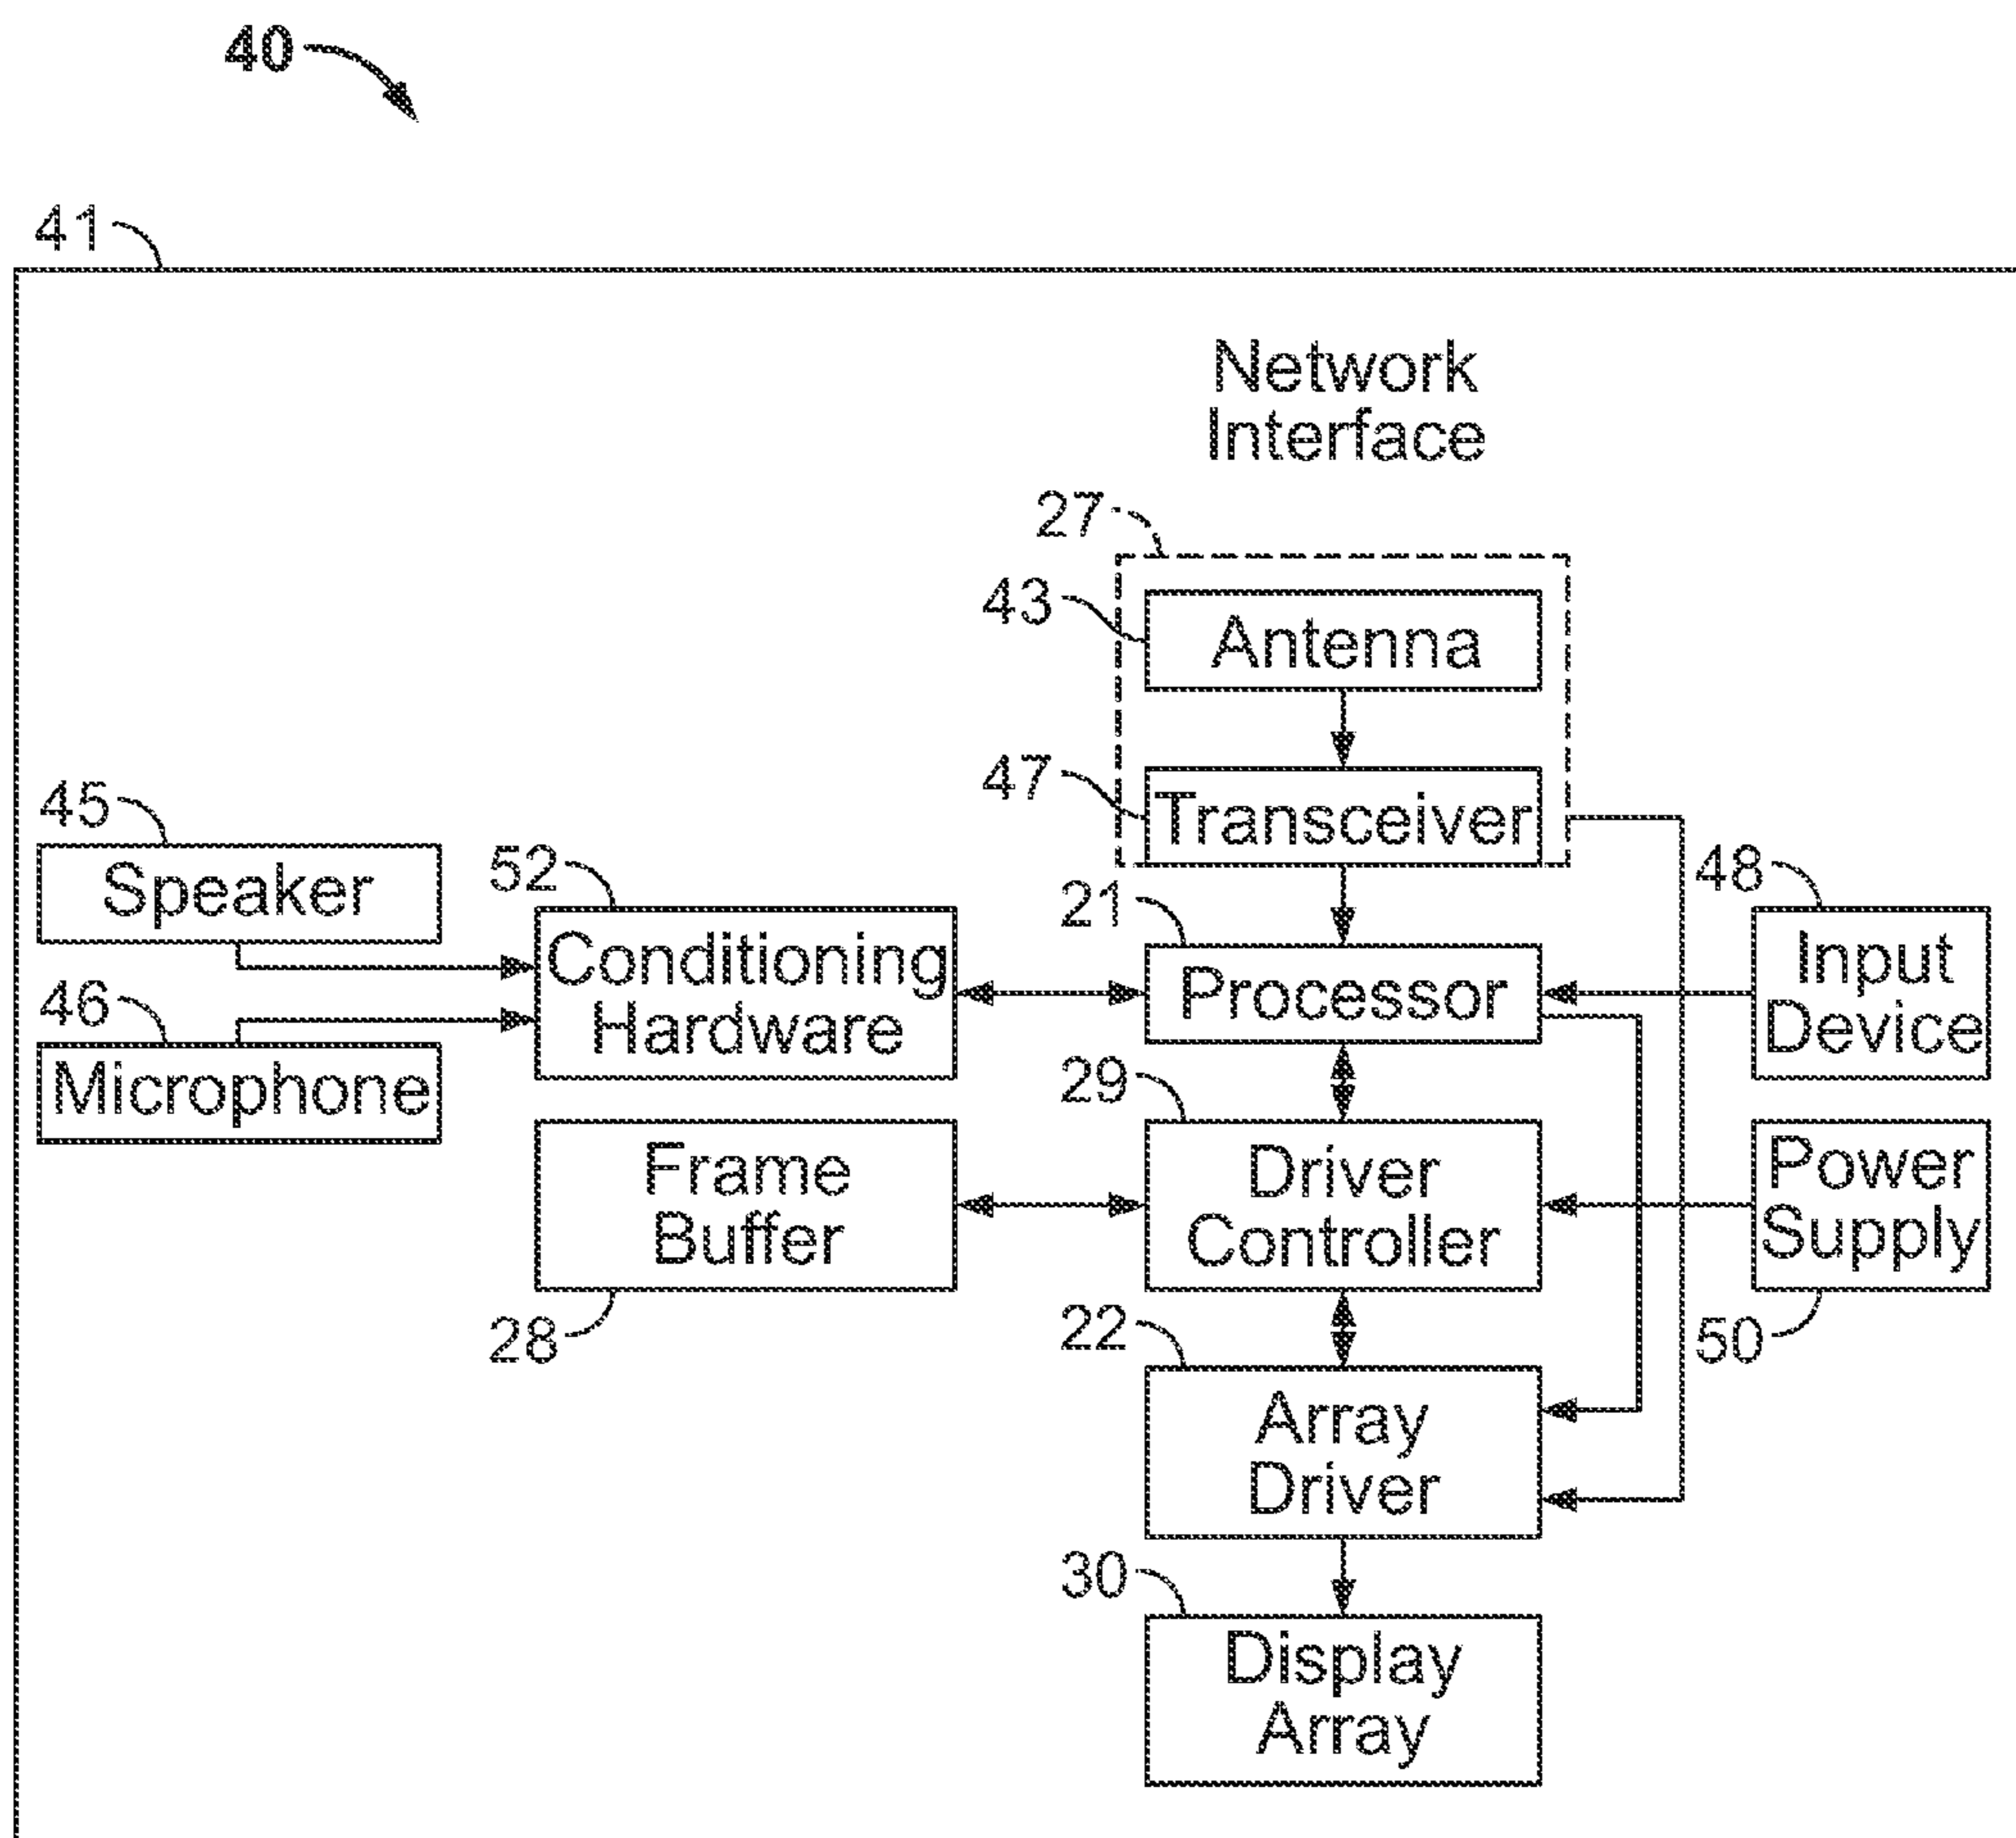 40
41
Network
Interface
27
43
Antenna
47
Transceiver
45
Speaker
52
Conditioning
Hardware
21
Processor
48
Input
Device
46
Microphone
29
Driver
Controller
Frame
Buffer
28
Power
Supply
50
22
Array
Driver
30
Display
Array